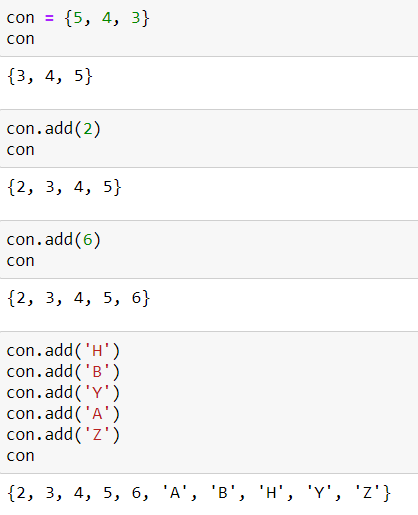 con = {5, 4, 3}
con
{3, 4, 5}
con.add(2)
con
{2, 3, 4, 5}
con.add(6)
con
{2, 3, 4, 5, 6}
con.add('H')
con.add('B')
con.add('Y')
con.add('A')
con.add('Z')
con
{2, 3, 4, 5, 6, 'A', 'B', 'H', 'Y', 'Z'}